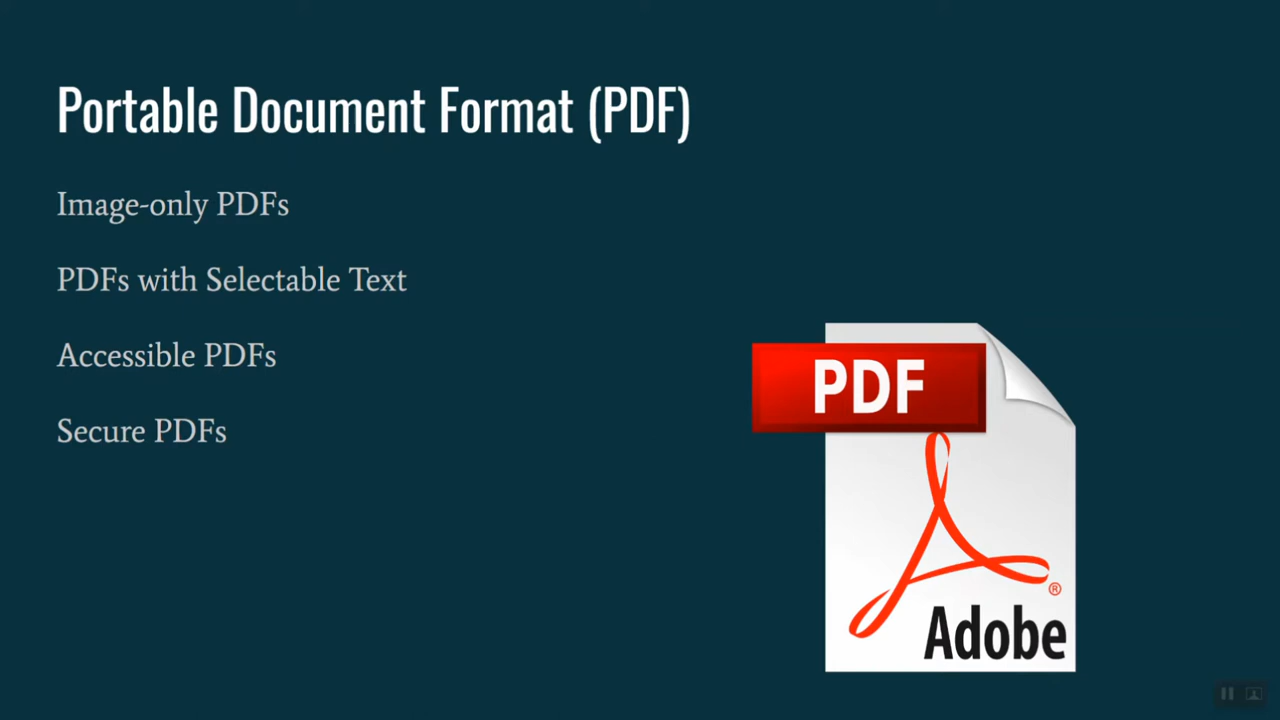 Portable Document Format (PDF)
Image-only PDFs
PDFs with Selectable Text
Accessible PDFs
Secure PDFs
PDF
®
Adobe